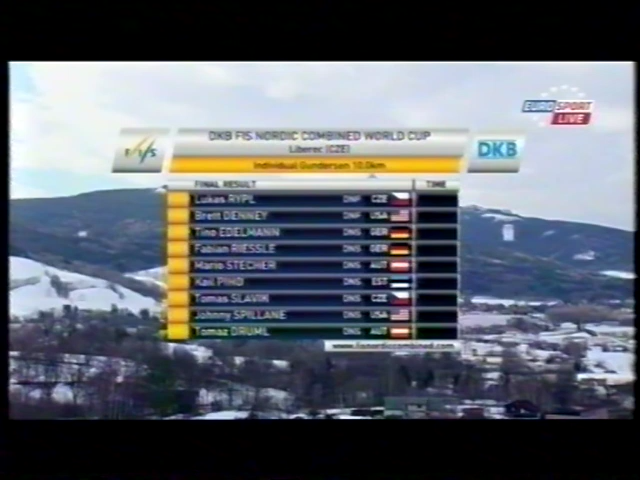 EUROSPORT
LIVE
FIS
DKB FIS NORDIC COMBINED WORLD CUP
Liberec (CZE)
Individual Gundersen 10.0km
DKB
FINAL RESULT TIME
Lukas RYPL DNF CZE
Brett DENNEY DNF USA
Tino EDELMANN DNS GER
Fabian RIESSLE DNS GER
Mario STECHER DNS AUT
Kail PIHO DNS EST
Tomas SLAVIK DNS CZE
Johnny SPILLANE DNS USA
Tomaz DRUML DNS AUT
www.fisnordiccombined.com